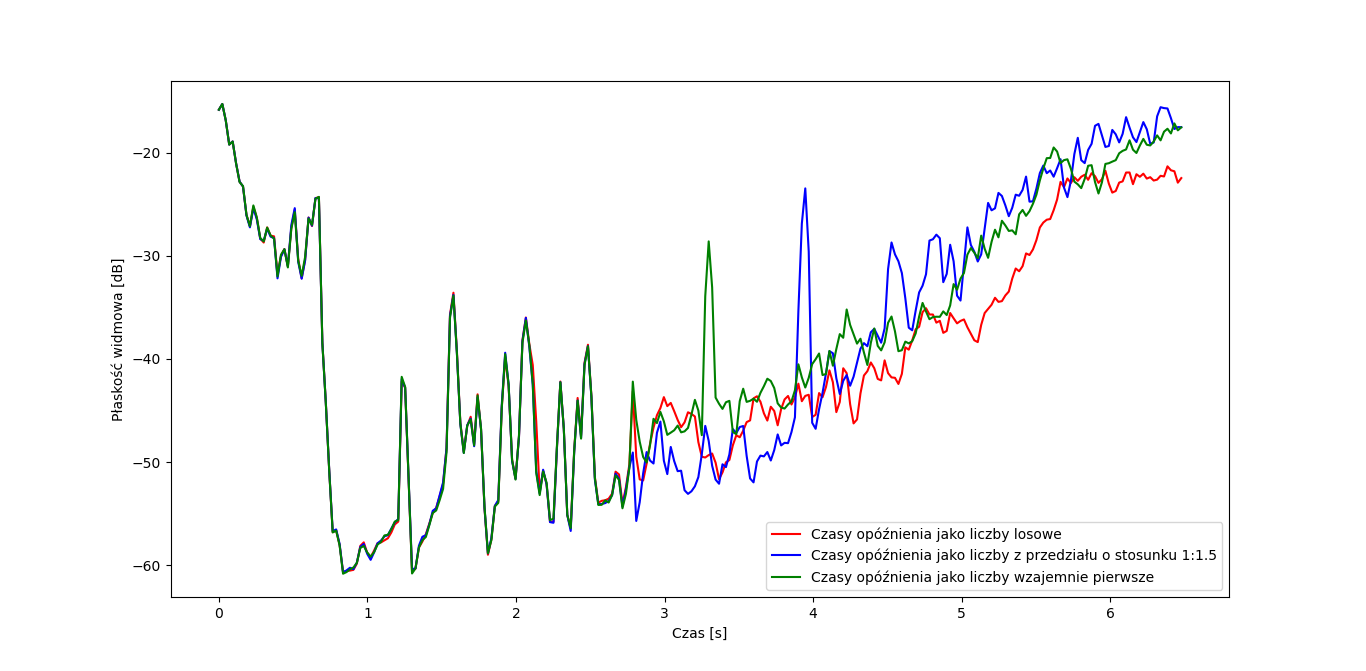 Płaskość widmowa [dB]
−20
−30
−40
−50
−60
0 1 2 3 4 5 6
Czas [s]
Czasy opóźnienia jako liczby losowe
Czasy opóźnienia jako liczby z przedziału o stosunku 1:1.5
Czasy opóźnienia jako liczby wzajemnie pierwsze